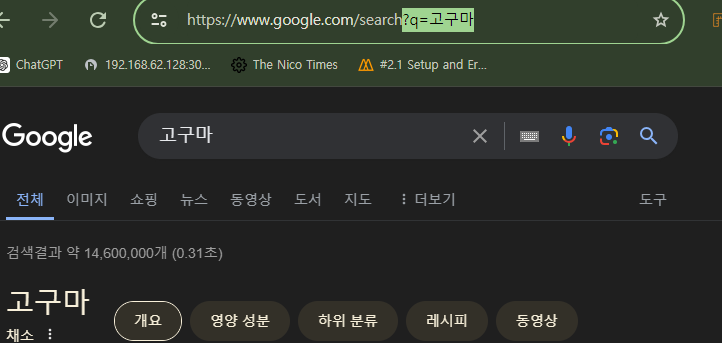 https://www.google.com/search?q=고구마
ChatGPT 192.168.62.128:30... The Nico Times #2.1 Setup and Er...
Google 고구마
전체 이미지 쇼핑 뉴스 동영상 도서 지도 더보기 도구
검색결과 약 14,600,000개 (0.31초)
고구마 개요 영양 성분 하위 분류 레시피 동영상
채소